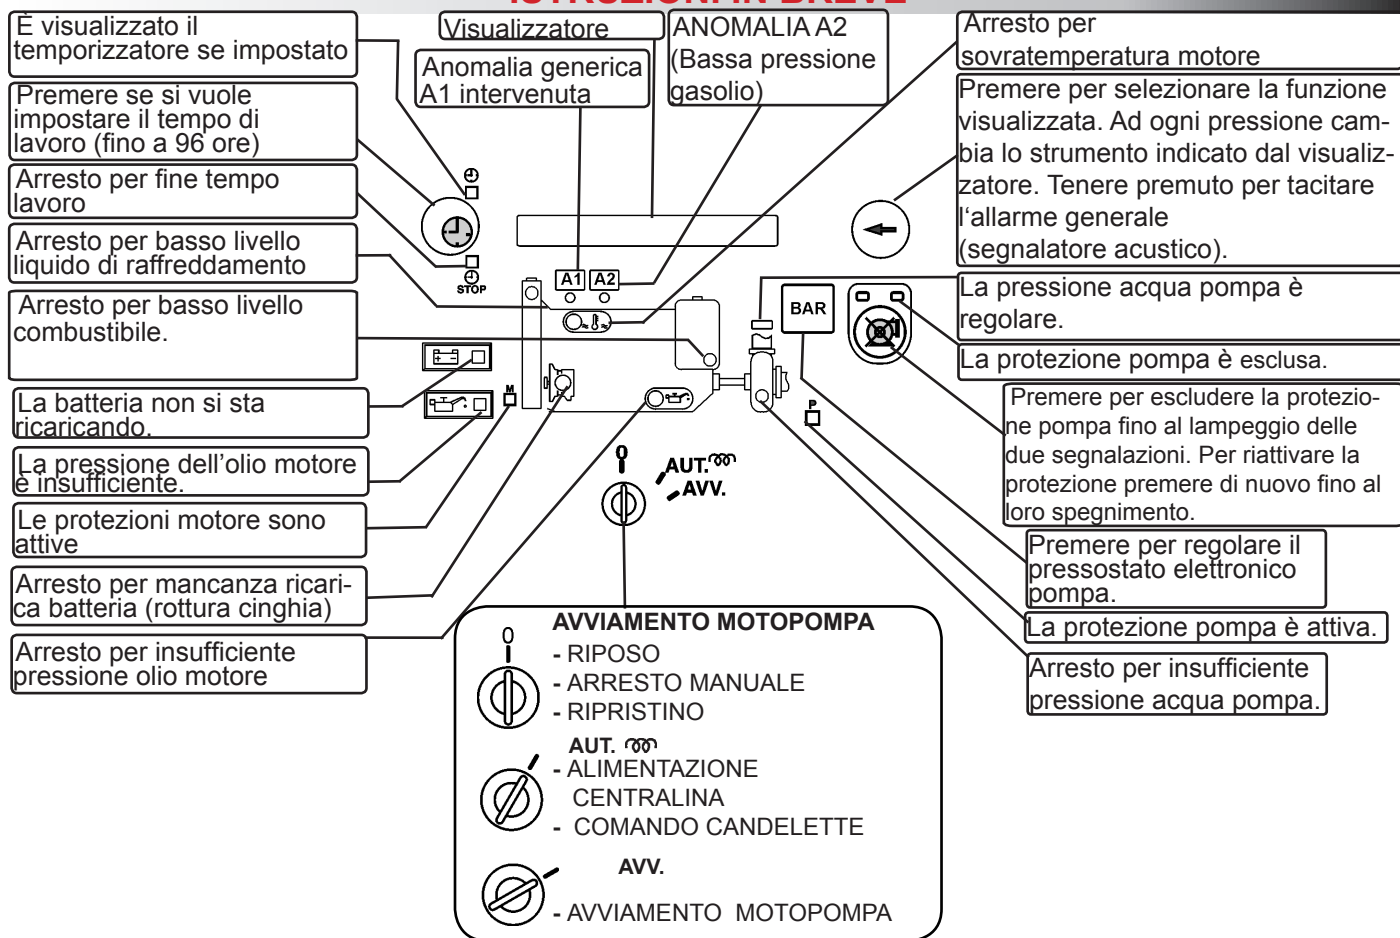 ISTRUZIONI IN BREVE
È visualizzato il
temporizzatore se impostato
Premere se si vuole
impostare il tempo di
lavoro (fino a 96 ore)
Arresto per fine tempo
lavoro
Arresto per basso livello
liquido di raffreddamento
Arresto per basso livello
combustibile.
La batteria non si sta
ricaricando.
La pressione dell'olio motore
è insufficiente.
Le protezioni motore sono
attive
Arresto per mancanza ricari-
ca batteria (rottura cinghia)
Arresto per insufficiente
pressione olio motore
Visualizzatore
Anomalia generica
A1 intervenuta
ANOMALIA A2
(Bassa pressione
gasolio)
STOP
A1 A2
M
BAR
P
0
AUT.
AVV.
Arresto per
sovratemperatura motore
Premere per selezionare la funzione
visualizzata. Ad ogni pressione cam-
bia lo strumento indicato dal visualiz-
zatore. Tenere premuto per tacitare
l'allarme generale
(segnalatore acustico).
La pressione acqua pompa è
regolare.
La protezione pompa è esclusa.
Premere per escludere la protezio-
ne pompa fino al lampeggio delle
due segnalazioni. Per riattivare la
protezione premere di nuovo fino al
loro spegnimento.
Premere per regolare il
pressostato elettronico
pompa.
La protezione pompa è attiva.
Arresto per insufficiente
pressione acqua pompa.
AVVIAMENTO MOTOPOMPA
0
- RIPOSO
- ARRESTO MANUALE
- RIPRISTINO
AUT.
- ALIMENTAZIONE
CENTRALINA
- COMANDO CANDELETTE
AVV.
- AVVIAMENTO MOTOPOMPA